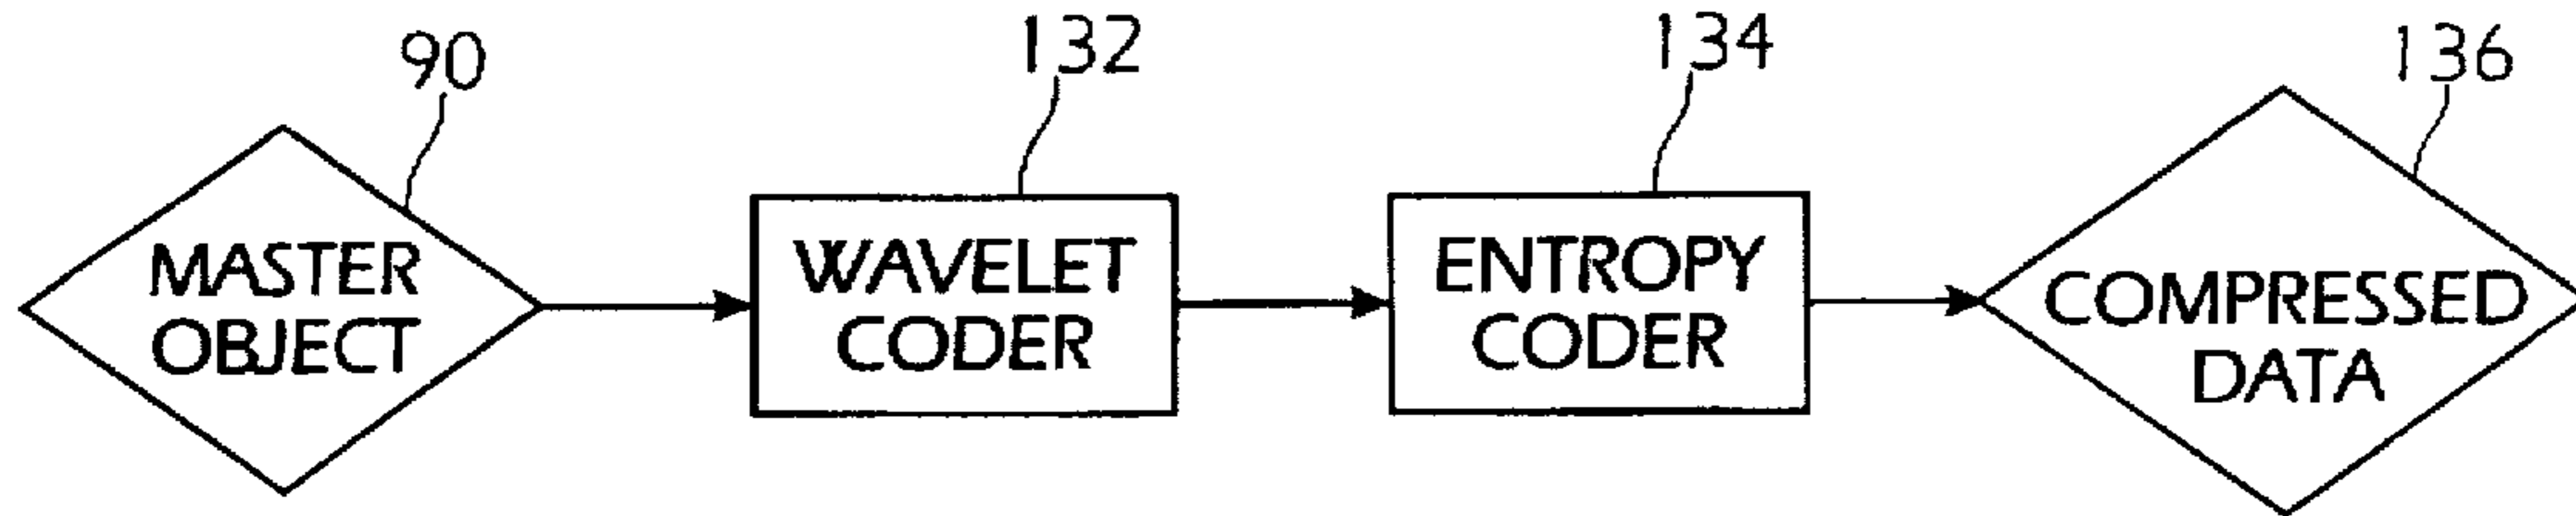 90
132
134
136
MASTER
OBJECT
WAVELET
CODER
ENTROPY
CODER
COMPRESSED
DATA